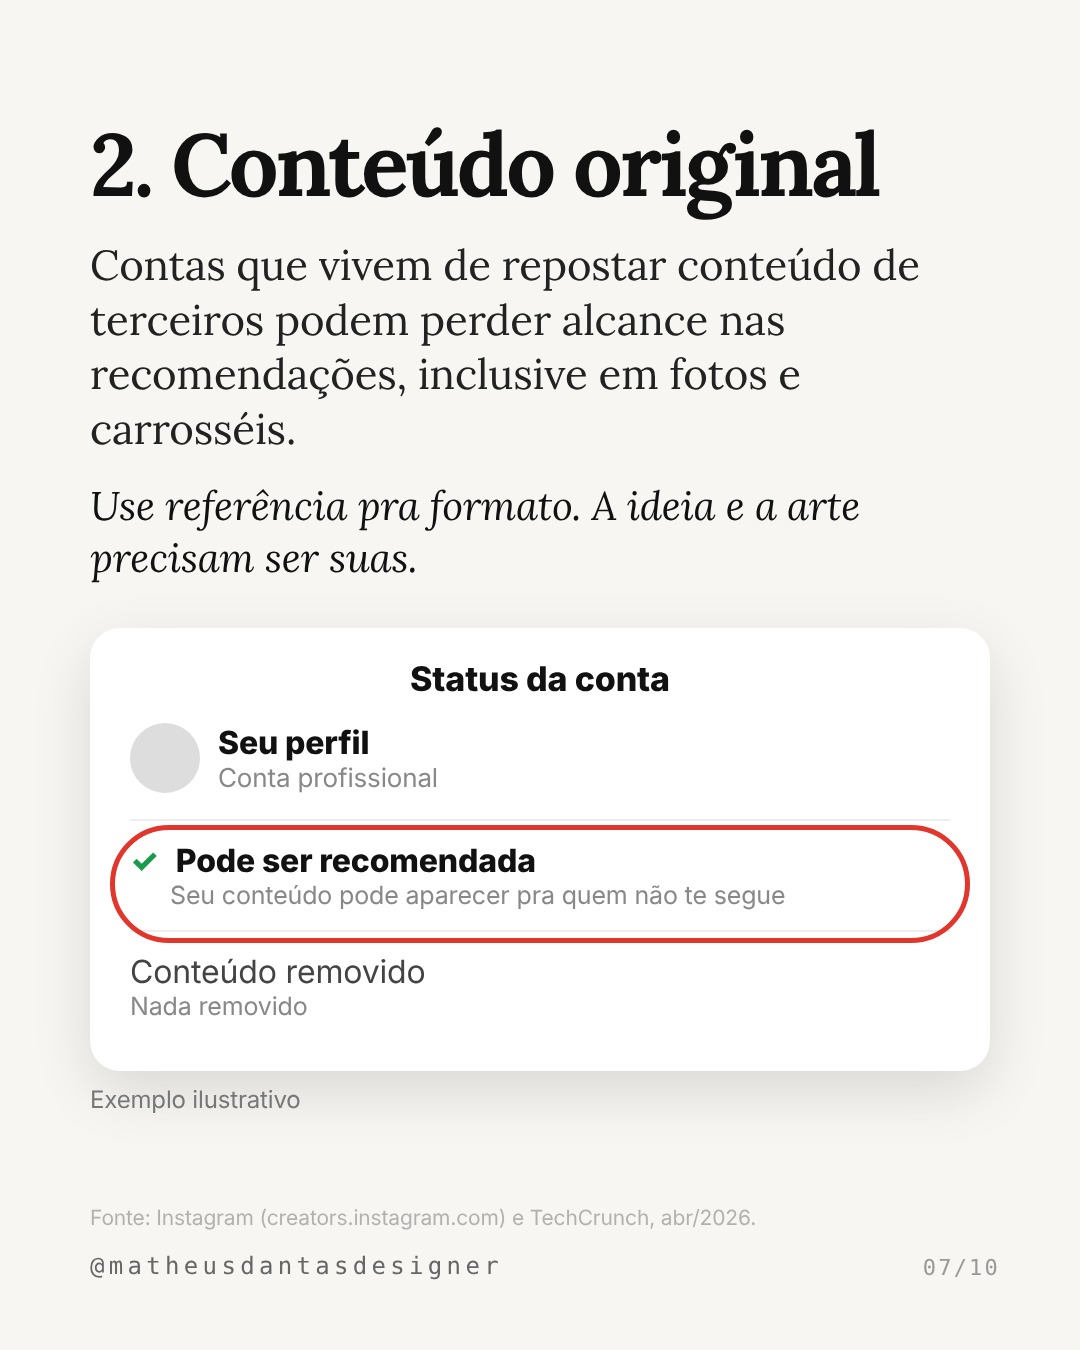 2. Conteúdo original
Contas que vivem de repostar conteúdo de
terceiros podem perder alcance nas
recomendações, inclusive em fotos e
carrosséis.
Use referência pra formato. A ideia e a arte
precisam ser suas.
Status da conta
Seu perfil
Conta profissional
Pode ser recomendada
Seu conteúdo pode aparecer pra quem não te segue
Conteúdo removido
Nada removido
Exemplo ilustrativo
Fonte: Instagram (creators.instagram.com) e TechCrunch, abr/2026.
@matheusdantasdesigner
07/10